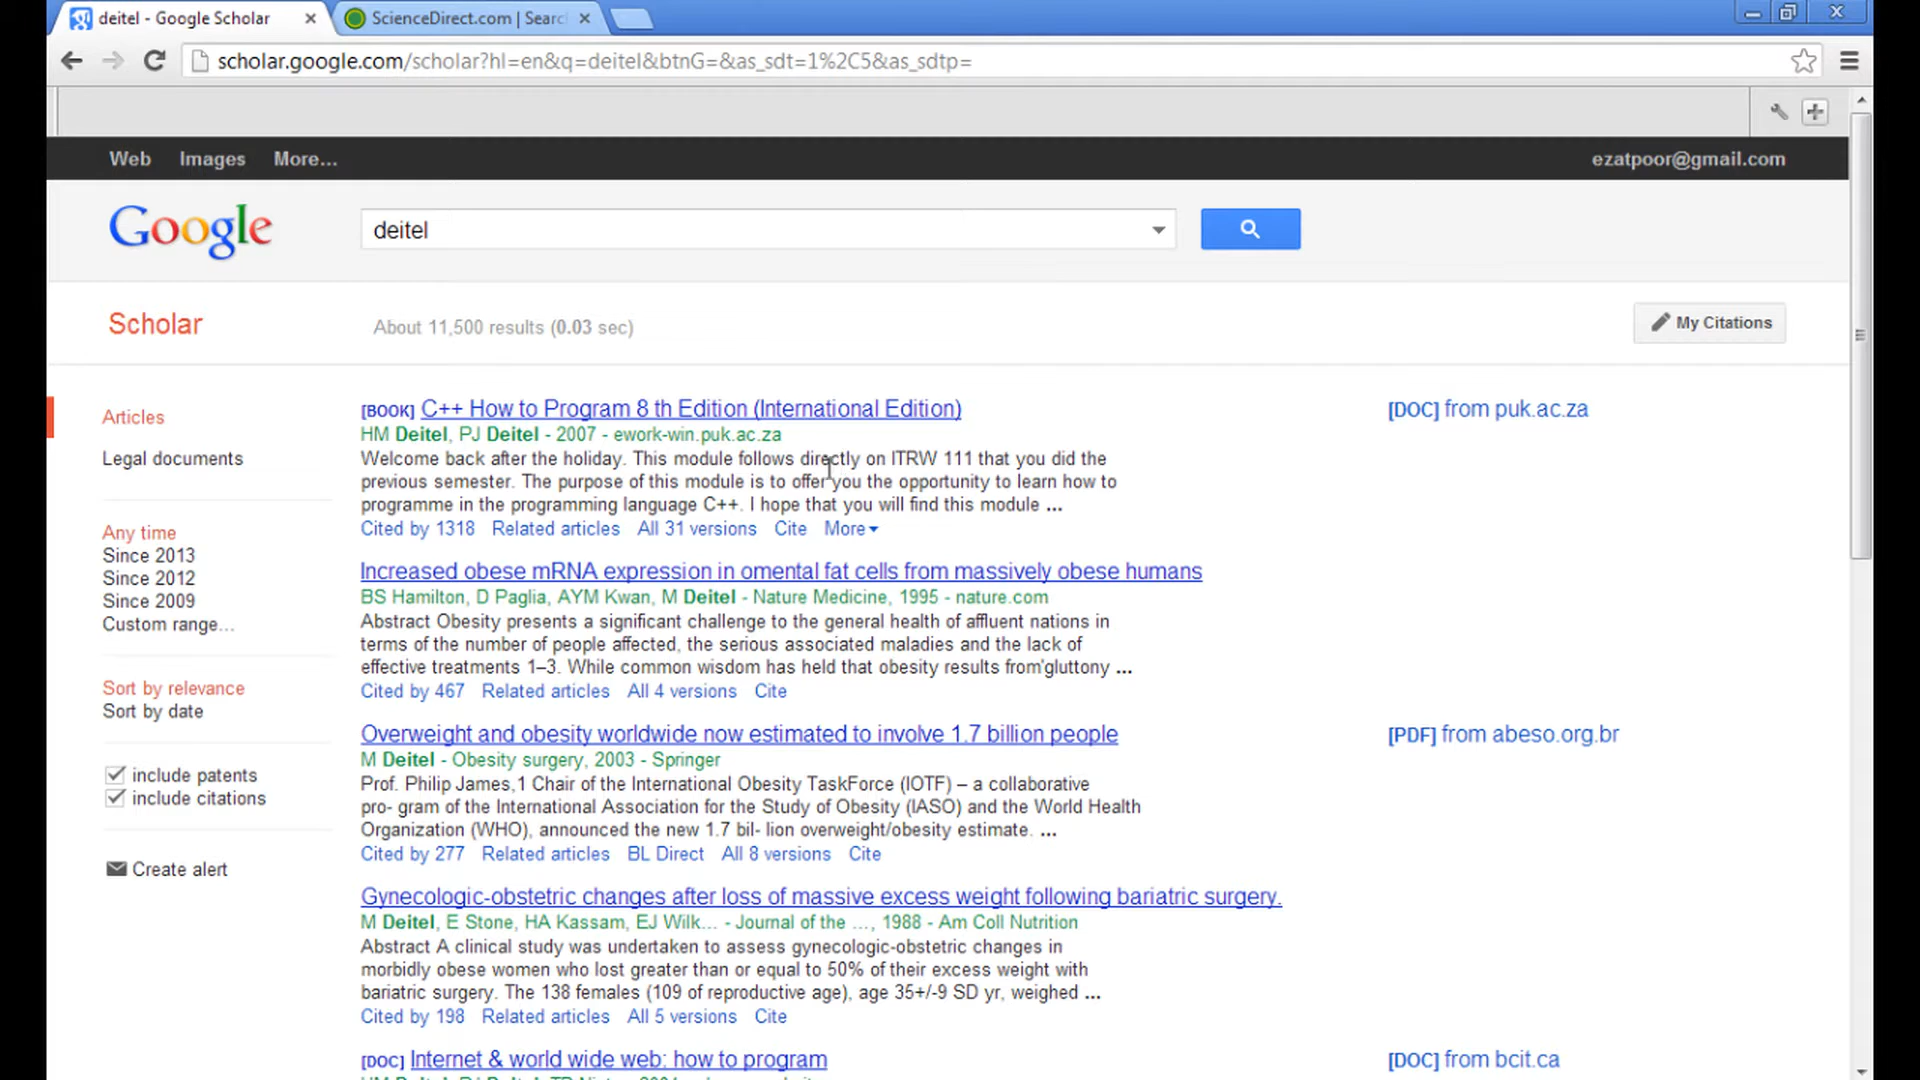 deitel - Google Scholar
ScienceDirect.com | Search
scholar.google.com/scholar?hl=en&q=deitel&btnG=&as_sdt=1%2C5&as_sdtp=
Web Images More...
ezatpoor@gmail.com
Google
deitel
Scholar
About 11,500 results (0.03 sec)
My Citations
Articles
Legal documents
Any time
Since 2013
Since 2012
Since 2009
Custom range...
Sort by relevance
Sort by date
include patents
include citations
Create alert
[BOOK] C++ How to Program 8 th Edition (International Edition)
HM Deitel, PJ Deitel - 2007 - ework-win.puk.ac.za
Welcome back after the holiday. This module follows directly on ITRW 111 that you did the
previous semester. The purpose of this module is to offer you the opportunity to learn how to
programme in the programming language C++. I hope that you will find this module ...
Cited by 1318 Related articles All 31 versions Cite More
[DOC] from puk.ac.za
Increased obese mRNA expression in omental fat cells from massively obese humans
BS Hamilton, D Paglia, AYM Kwan, M Deitel - Nature Medicine, 1995 - nature.com
Abstract Obesity presents a significant challenge to the general health of affluent nations in
terms of the number of people affected, the serious associated maladies and the lack of
effective treatments 1–3. While common wisdom has held that obesity results from'gluttony ...
Cited by 467 Related articles All 4 versions Cite
Overweight and obesity worldwide now estimated to involve 1.7 billion people
M Deitel - Obesity surgery, 2003 - Springer
Prof. Philip James,1 Chair of the International Obesity TaskForce (IOTF) – a collaborative
pro- gram of the International Association for the Study of Obesity (IASO) and the World Health
Organization (WHO), announced the new 1.7 bil- lion overweight/obesity estimate. ...
Cited by 277 Related articles BL Direct All 8 versions Cite
[PDF] from abeso.org.br
Gynecologic-obstetric changes after loss of massive excess weight following bariatric surgery.
M Deitel, E Stone, HA Kassam, EJ Wilk... - Journal of the ..., 1988 - Am Coll Nutrition
Abstract A clinical study was undertaken to assess gynecologic-obstetric changes in
morbidly obese women who lost greater than or equal to 50% of their excess weight with
bariatric surgery. The 138 females (109 of reproductive age), age 35+/-9 SD yr, weighed ...
Cited by 198 Related articles All 5 versions Cite
[DOC] Internet & world wide web: how to program
[DOC] from bcit.ca